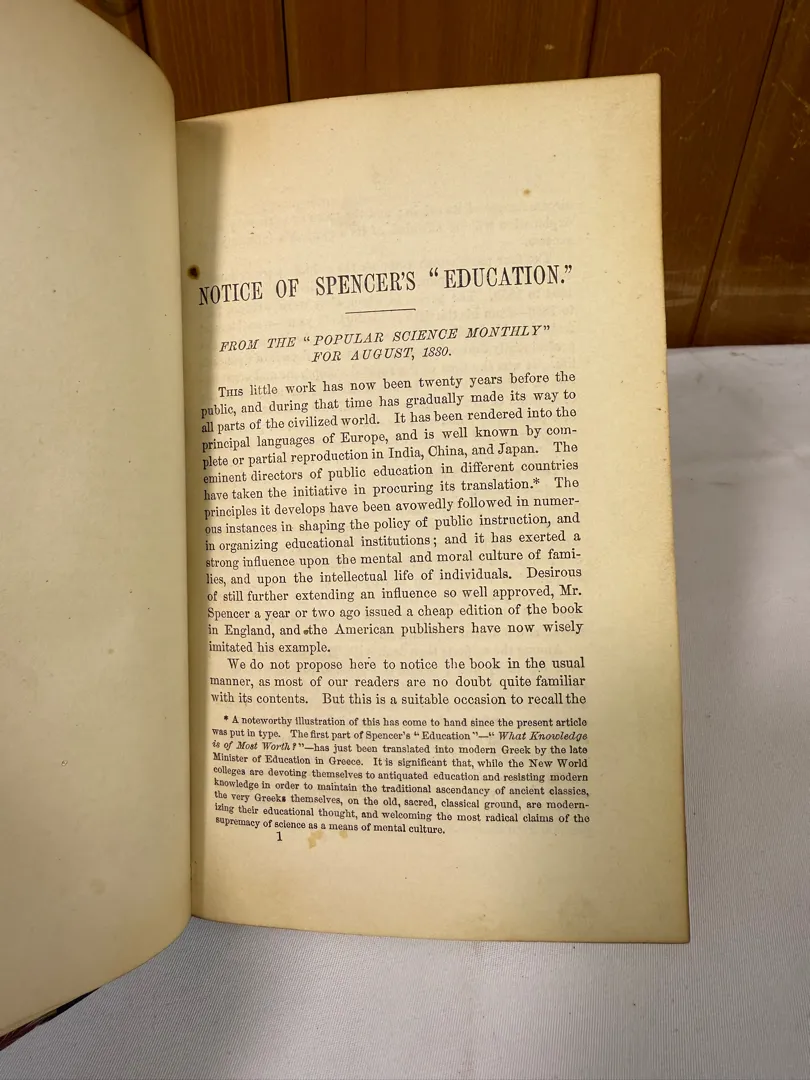 NOTICE OF SPENCER'S "EDUCATION."
FROM THE "POPULAR SCIENCE MONTHLY"
FOR AUGUST, 1880.
THIS little work has now been twenty years before the
public, and during that time has gradually made its way to
all parts of the civilized world. It has been rendered into the
principal languages of Europe, and is well known by com-
plete or partial reproduction in India, China, and Japan. The
eminent directors of public education in different countries
have taken the initiative in procuring its translation.* The
principles it develops have been avowedly followed in numer-
ous instances in shaping the policy of public instruction, and
in organizing educational institutions; and it has exerted a
strong influence upon the mental and moral culture of fami-
lies, and upon the intellectual life of individuals. Desirous
of still further extending an influence so well approved, Mr.
Spencer a year or two ago issued a cheap edition of the book
in England, and the American publishers have now wisely
imitated his example.
We do not propose here to notice the book in the usual
manner, as most of our readers are no doubt quite familiar
with its contents. But this is a suitable occasion to recall the
* A noteworthy illustration of this has come to hand since the present article
was put in type. The first part of Spencer's "Education"—"What Knowledge
is of Most Worth?"—has just been translated into modern Greek by the late
Minister of Education in Greece. It is significant that, while the New World
colleges are devoting themselves to antiquated education and resisting modern
knowledge in order to maintain the traditional ascendancy of ancient classics,
the very Greeks themselves, on the old, sacred, classical ground, are modern-
izing their educational thought, and welcoming the most radical claims of the
supremacy of science as a means of mental culture.
1